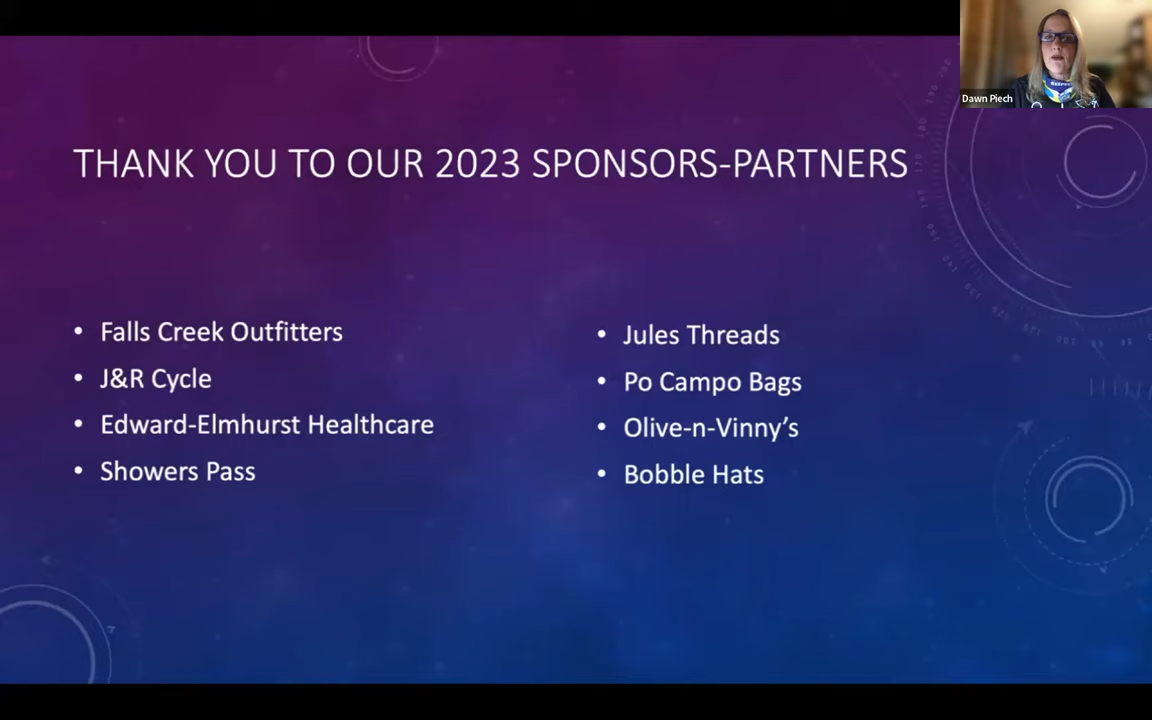 Dawn Piech
THANK YOU TO OUR 2023 SPONSORS-PARTNERS
• Falls Creek Outfitters
• J&R Cycle
• Edward-Elmhurst Healthcare
• Showers Pass
• Jules Threads
• Po Campo Bags
• Olive-n-Vinny's
• Bobble Hats